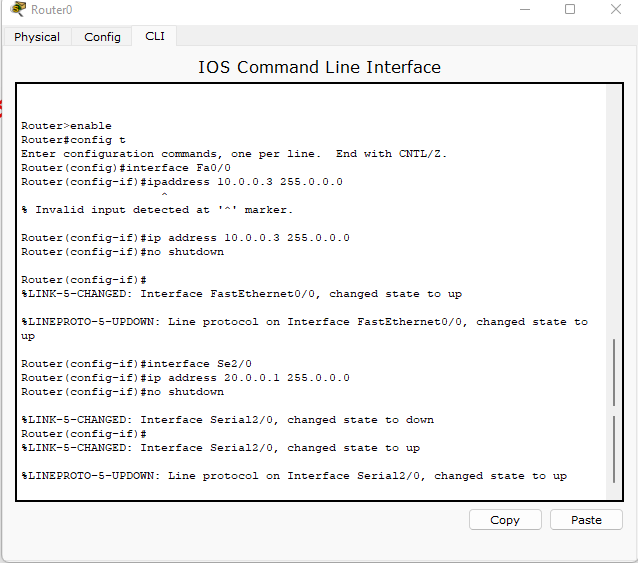 Router0
Physical Config CLI
IOS Command Line Interface
Router>enable
Router#config t
Enter configuration commands, one per line.  End with CNTL/Z.
Router(config)#interface Fa0/0
Router(config-if)#ipaddress 10.0.0.3 255.0.0.0
^
% Invalid input detected at '^' marker.
Router(config-if)#ip address 10.0.0.3 255.0.0.0
Router(config-if)#no shutdown
Router(config-if)#
%LINK-5-CHANGED: Interface FastEthernet0/0, changed state to up
%LINEPROTO-5-UPDOWN: Line protocol on Interface FastEthernet0/0, changed state to
up
Router(config-if)#interface Se2/0
Router(config-if)#ip address 20.0.0.1 255.0.0.0
Router(config-if)#no shutdown
%LINK-5-CHANGED: Interface Serial2/0, changed state to down
Router(config-if)#
%LINK-5-CHANGED: Interface Serial2/0, changed state to up
%LINEPROTO-5-UPDOWN: Line protocol on Interface Serial2/0, changed state to up
Copy Paste